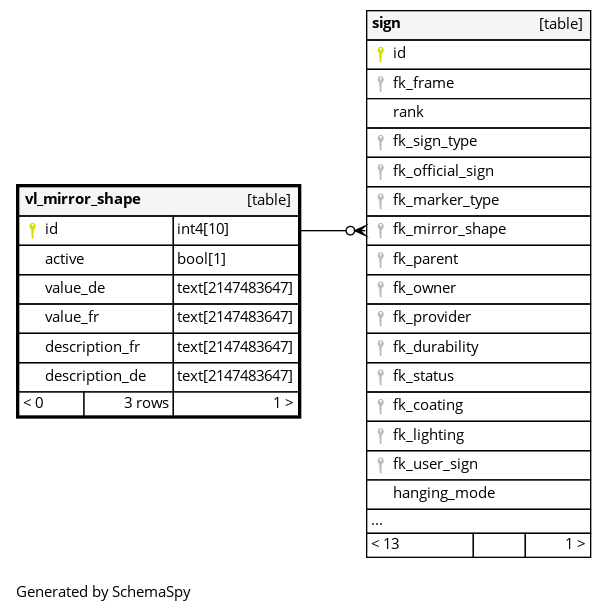 sign [table]
id
fk_frame
rank
fk_sign_type
fk_official_sign
fk_marker_type
fk_mirror_shape
fk_parent
fk_owner
fk_provider
fk_durability
fk_status
fk_coating
fk_lighting
fk_user_sign
hanging_mode
...
< 13 1 >
vl_mirror_shape [table]
id int4[10]
active bool[1]
value_de text[2147483647]
value_fr text[2147483647]
description_fr text[2147483647]
description_de text[2147483647]
< 0 3 rows 1 >
Generated by SchemaSpy